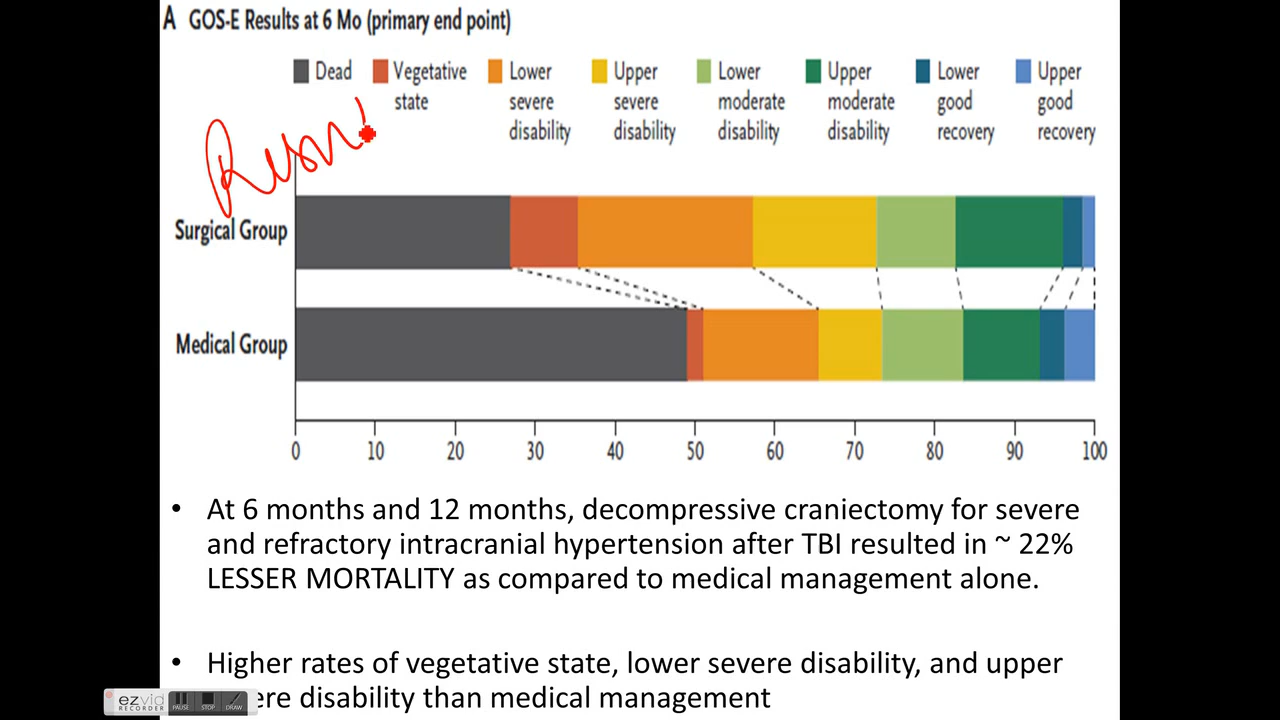 A GOS-E Results at 6 Mo (primary end point)
Dead
Vegetative
state
Lower
severe
disability
Upper
severe
disability
Lower
moderate
disability
Upper
moderate
disability
Lower
good
recovery
Upper
good
recovery
Surgical Group
Medical Group
0 10 20 30 40 50 60 70 80 90 100
• At 6 months and 12 months, decompressive craniectomy for severe
and refractory intracranial hypertension after TBI resulted in ~ 22%
LESSER MORTALITY as compared to medical management alone.
• Higher rates of vegetative state, lower severe disability, and upper
ere disability than medical management
ezvid
RECORDER
PAUSE STOP DRAW